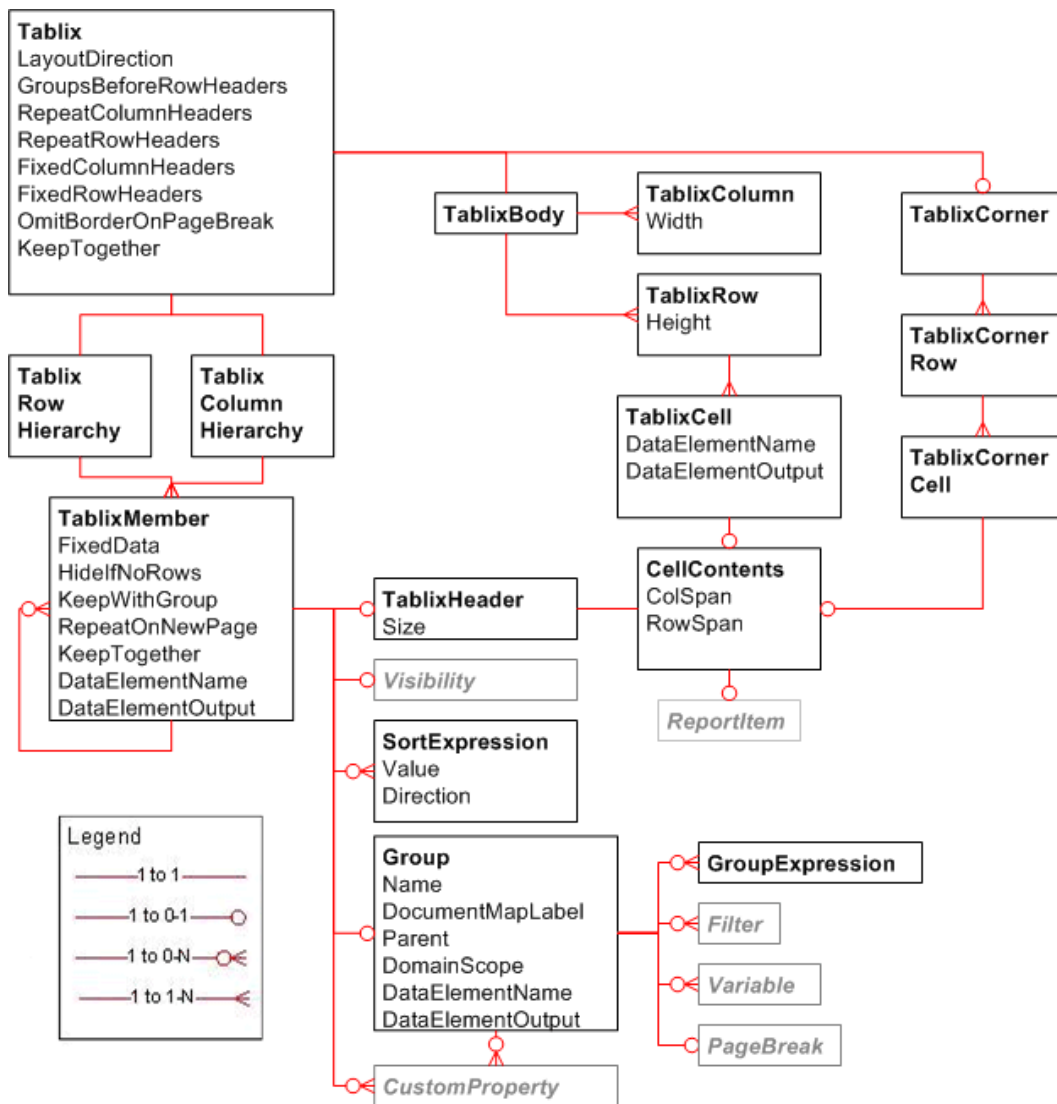 Tablix
LayoutDirection
GroupsBeforeRowHeaders
RepeatColumnHeaders
RepeatRowHeaders
FixedColumnHeaders
FixedRowHeaders
OmitBorderOnPageBreak
KeepTogether
TablixBody
TablixColumn
Width
TablixRow
Height
TablixCell
DataElementName
DataElementOutput
TablixCorner
TablixCorner
Row
TablixCorner
Cell
Tablix
Row
Hierarchy
Tablix
Column
Hierarchy
TablixMember
FixedData
HideIfNoRows
KeepWithGroup
RepeatOnNewPage
KeepTogether
DataElementName
DataElementOutput
TablixHeader
Size
CellContents
ColSpan
RowSpan
ReportItem
Visibility
SortExpression
Value
Direction
Group
Name
DocumentMapLabel
Parent
DomainScope
DataElementName
DataElementOutput
GroupExpression
Filter
Variable
PageBreak
CustomProperty
Legend
1 to 1
1 to 0-1
1 to 0-N
1 to 1-N